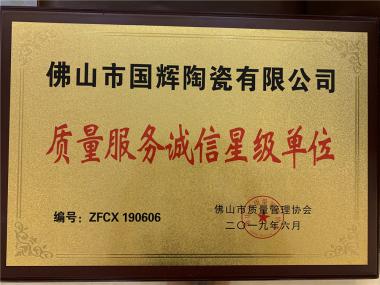 佛山市国辉陶瓷有限公司
质量服务诚信星级单位
编号：ZFCX 190606
佛山市质量管理协会
二〇一九年六月